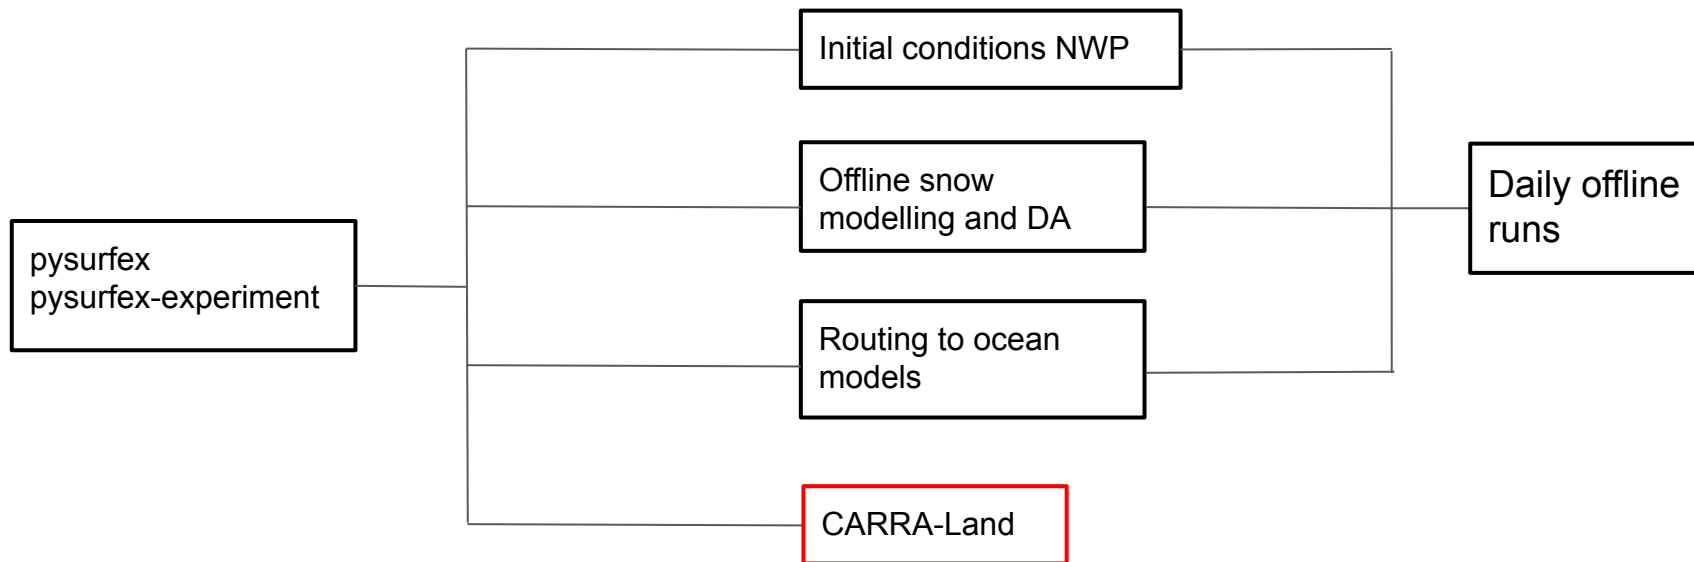 Initial conditions NWP
Offline snow
modelling and DA
Daily offline
runs
pysurfex
pysurfex-experiment
Routing to ocean
models
CARRA-Land